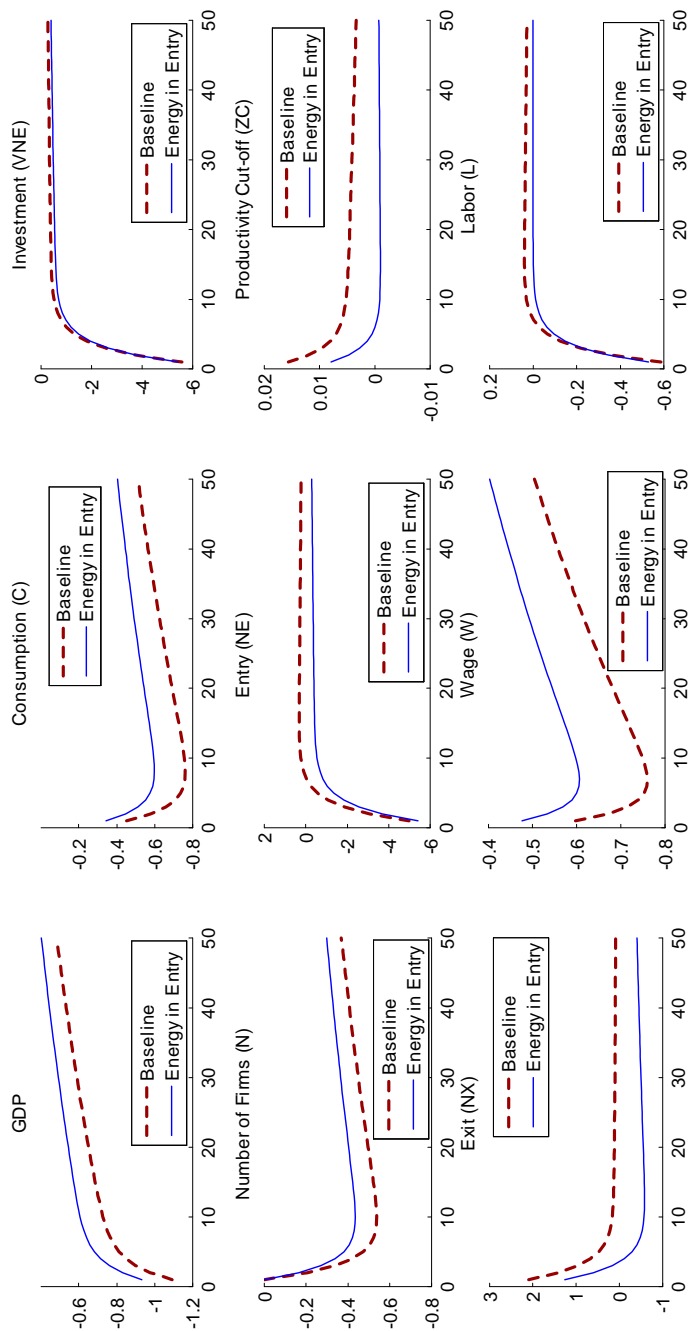 GDP
Baseline
Energy in Entry
-0.6
-0.8
-1
-1.2
0 10 20 30 40 50
Consumption (C)
Baseline
Energy in Entry
-0.2
-0.4
-0.6
-0.8
0 10 20 30 40 50
Investment (VNE)
Baseline
Energy in Entry
0
-2
-4
-6
0 10 20 30 40 50
Number of Firms (N)
Baseline
Energy in Entry
0
-0.2
-0.4
-0.6
-0.8
0 10 20 30 40 50
Entry (NE)
Baseline
Energy in Entry
2
0
-2
-4
-6
0 10 20 30 40 50
Productivity Cut-off (ZC)
Baseline
Energy in Entry
0.02
0.01
0
-0.01
0 10 20 30 40 50
Exit (NX)
Baseline
Energy in Entry
3
2
1
0
-1
0 10 20 30 40 50
Wage (W)
Baseline
Energy in Entry
-0.4
-0.5
-0.6
-0.7
-0.8
0 10 20 30 40 50
Labor (L)
Baseline
Energy in Entry
0.2
0
-0.2
-0.4
-0.6
0 10 20 30 40 50